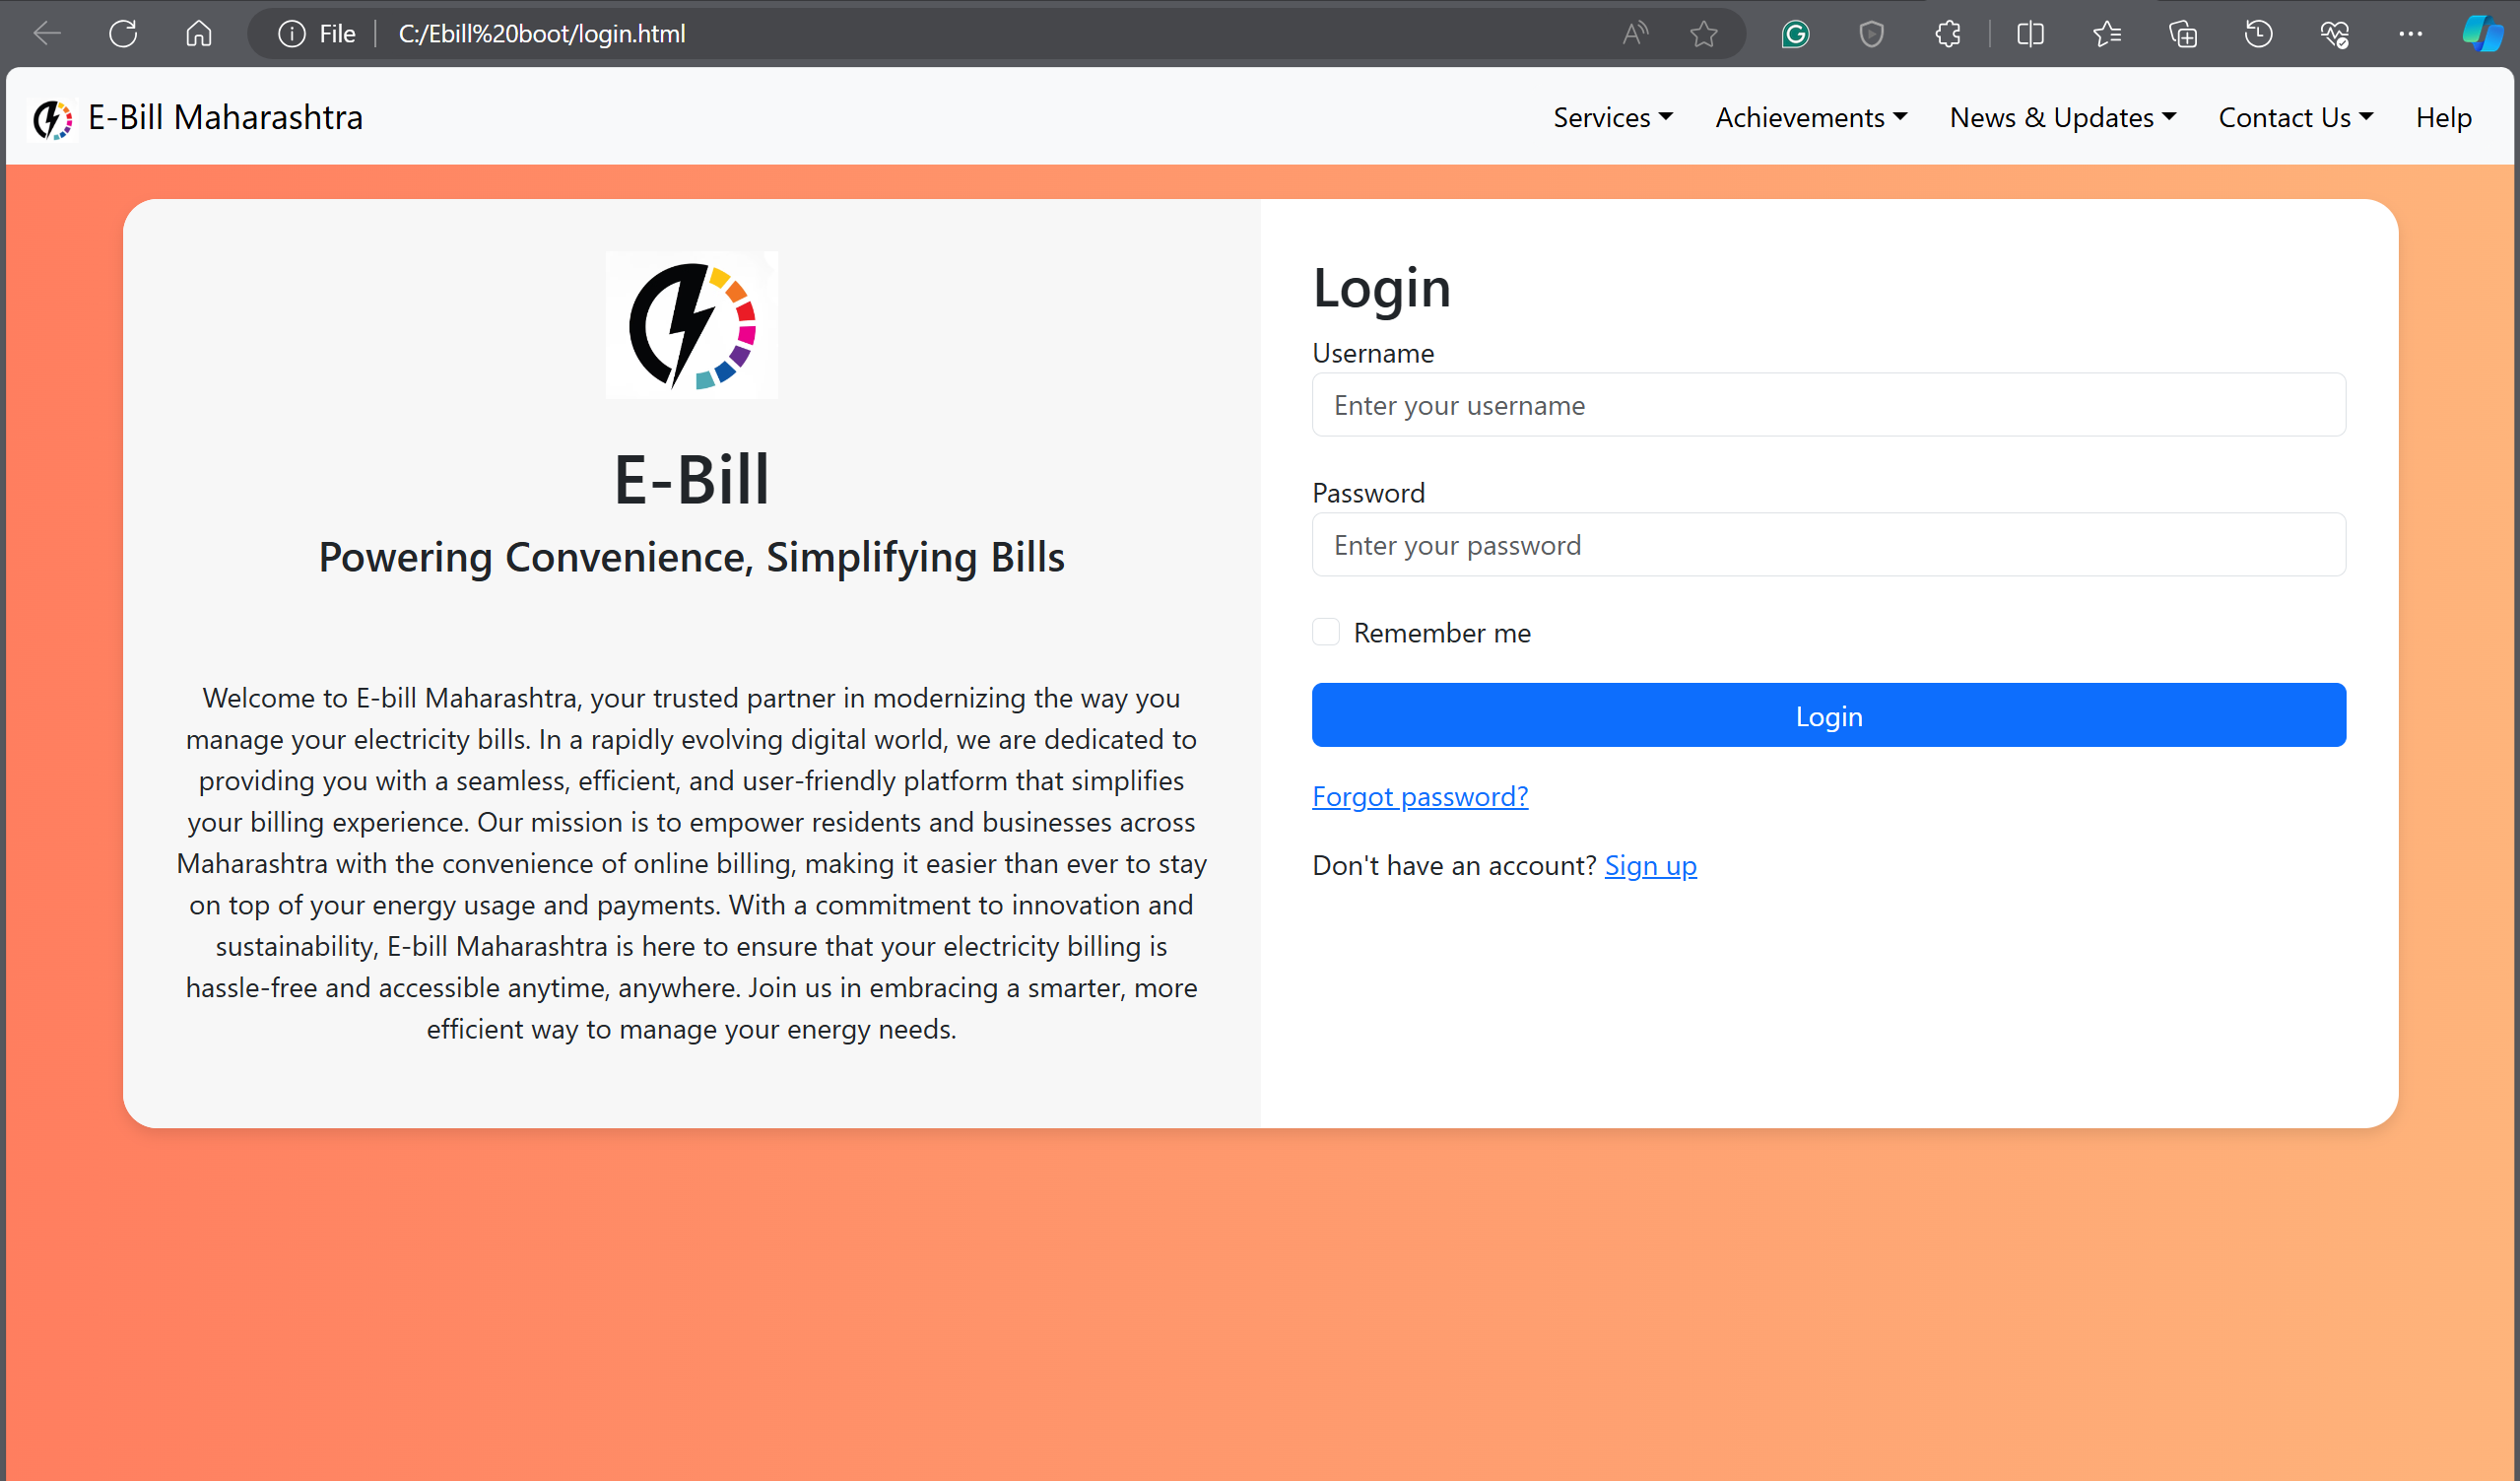 File C:/Ebill%20boot/login.html
E-Bill Maharashtra
Services
Achievements
News & Updates
Contact Us
Help
E-Bill
Powering Convenience, Simplifying Bills
Welcome to E-bill Maharashtra, your trusted partner in modernizing the way you
manage your electricity bills. In a rapidly evolving digital world, we are dedicated to
providing you with a seamless, efficient, and user-friendly platform that simplifies
your billing experience. Our mission is to empower residents and businesses across
Maharashtra with the convenience of online billing, making it easier than ever to stay
on top of your energy usage and payments. With a commitment to innovation and
sustainability, E-bill Maharashtra is here to ensure that your electricity billing is
hassle-free and accessible anytime, anywhere. Join us in embracing a smarter, more
efficient way to manage your energy needs.
Login
Username
Enter your username
Password
Enter your password
Remember me
Login
Forgot password?
Don't have an account? Sign up